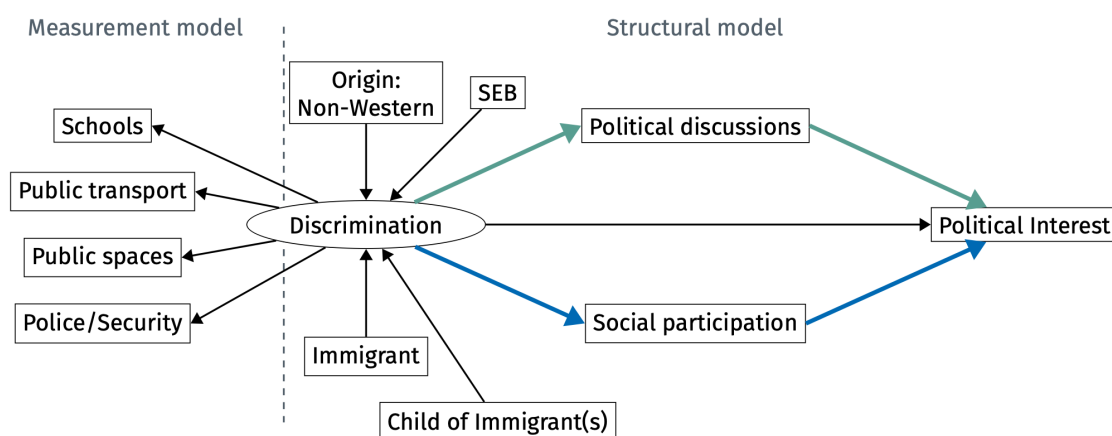 Measurement model
Structural model
Origin:
Non-Western
SEB
Schools
Political discussions
Public transport
Discrimination
Political Interest
Public spaces
Police/Security
Social participation
Immigrant
Child of Immigrant(s)